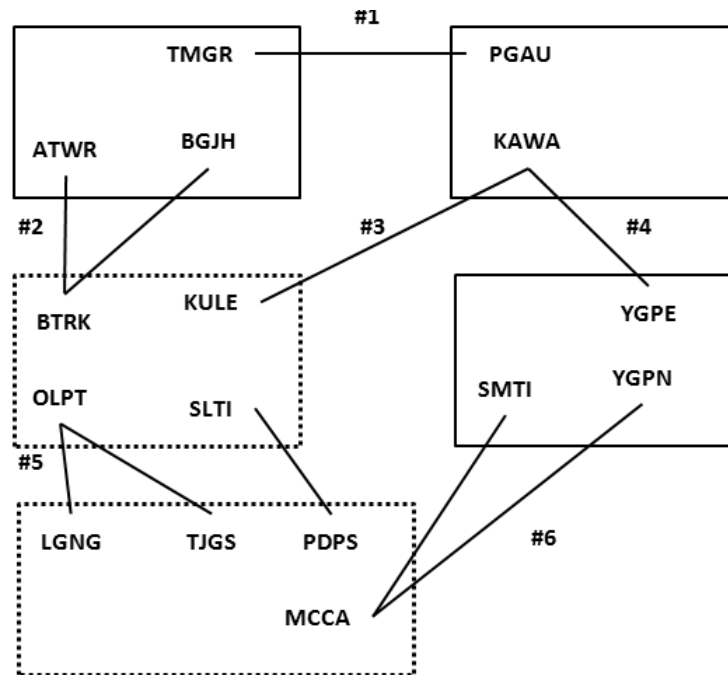 #1
TMGR
PGAU
ATWR
BGJH
KAWA
#2
#3
#4
BTRK
KULE
YGPE
OLPT
SLTI
SMTI
YGPN
#5
LGNG
TJGS
PDPS
#6
MCCA